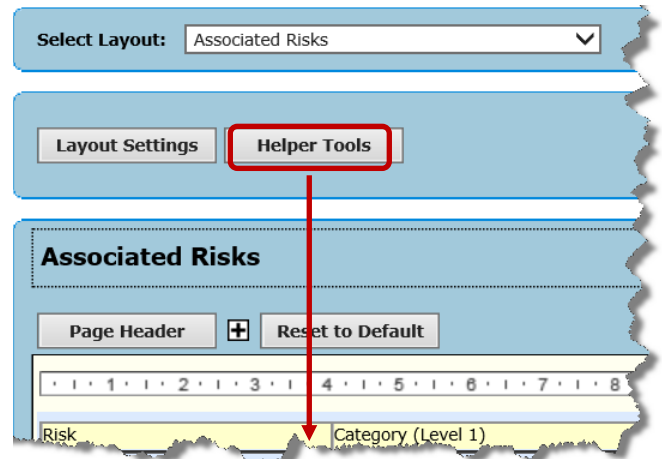 Select Layout: Associated Risks
Layout Settings Helper Tools
Associated Risks
Page Header Reset to Default
1 2 3 4 5 6 7 8
Risk Category (Level 1)